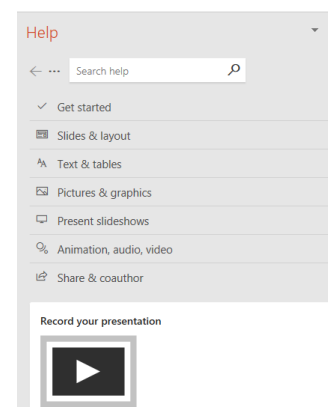 Help
Search help
Get started
Slides & layout
Text & tables
Pictures & graphics
Present slideshows
Animation, audio, video
Share & coauthor
Record your presentation